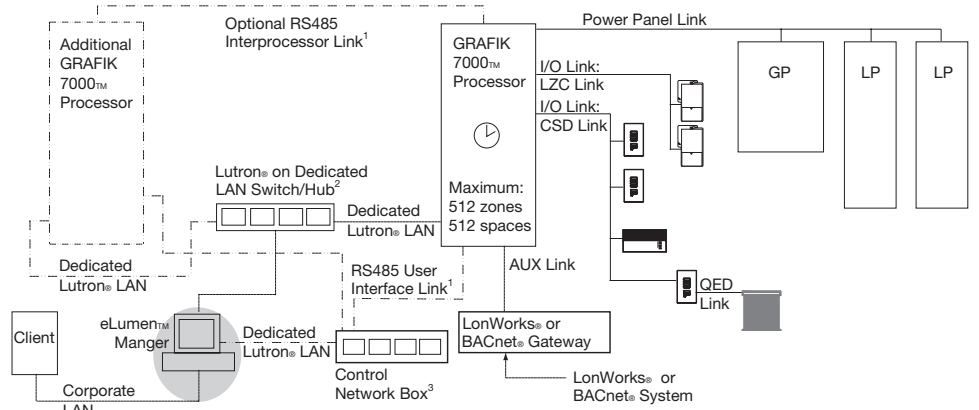 Optional RS485
Interprocessor Link1
Additional
GRAFIK
7000TM
Processor
GRAFIK
7000TM
Processor
Maximum:
512 zones
512 spaces
Power Panel Link
I/O Link:
LZC Link
I/O Link:
CSD Link
GP
LP
LP
Lutron® on Dedicated
LAN Switch/Hub2
Dedicated
Lutron® LAN
Dedicated
Lutron® LAN
RS485 User
Interface Link1
AUX Link
QED
Link
Client
eLumenTM
Manger
Dedicated
Lutron® LAN
Control
Network Box3
LonWorks® or
BACnet® Gateway
LonWorks® or
BACnet® System
Corporate
LAN